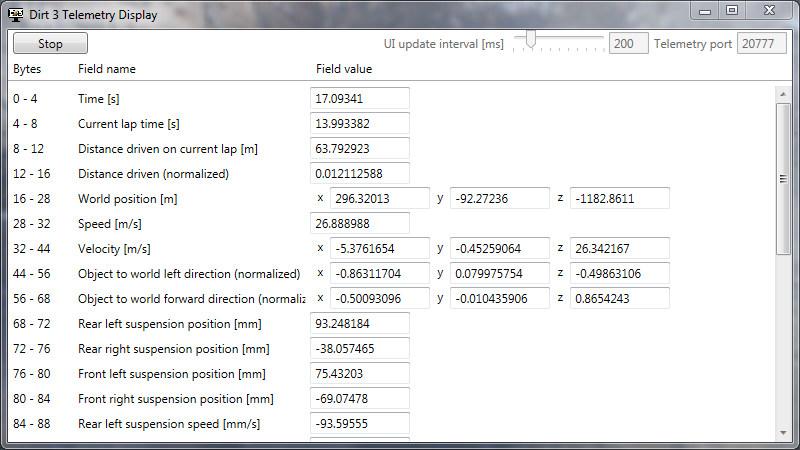 Dirt 3 Telemetry Display
Stop UI update interval [ms] 200 Telemetry port 20777
Bytes Field name Field value
0 - 4 Time [s] 17.09341
4 - 8 Current lap time [s] 13.993382
8 - 12 Distance driven on current lap [m] 63.792923
12 - 16 Distance driven (normalized) 0.012112588
16 - 28 World position [m] x 296.32013 y -92.27236 z -1182.8611
28 - 32 Speed [m/s] 26.888988
32 - 44 Velocity [m/s] x -5.3761654 y -0.45259064 z 26.342167
44 - 56 Object to world left direction (normalized) x -0.86311704 y 0.079975754 z -0.49863106
56 - 68 Object to world forward direction (normaliz x -0.50093096 y -0.010435906 z 0.8654243
68 - 72 Rear left suspension position [mm] 93.248184
72 - 76 Rear right suspension position [mm] -38.057465
76 - 80 Front left suspension position [mm] 75.43203
80 - 84 Front right suspension position [mm] -69.07478
84 - 88 Rear left suspension speed [mm/s] -93.59555